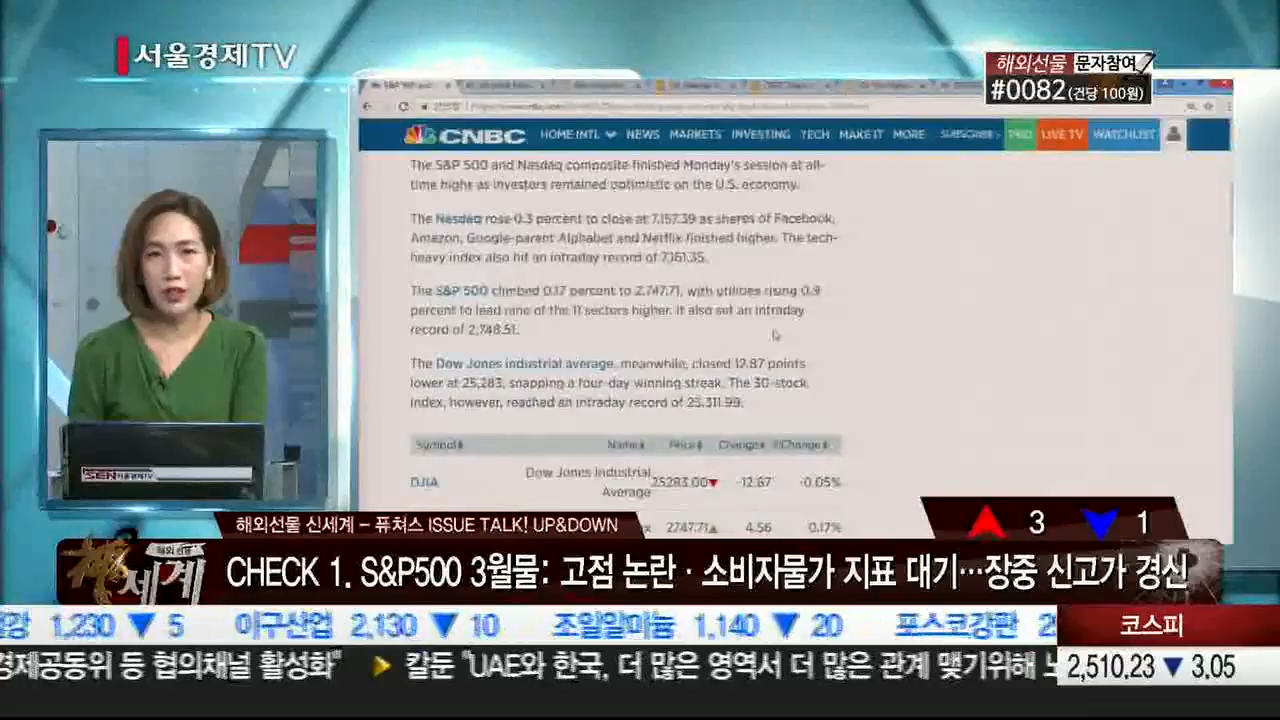 서울경제TV
해외선물 문자참여
#0082(건당 100원)
CNBC HOME INTL NEWS MARKETS INVESTING TECH MAKE IT MORE SUBSCRIBE PRO LIVE TV WATCHLIST
The S&P 500 and Nasdaq composite finished Monday's session at all-
time highs as investors remained optimistic on the U.S. economy.
The Nasdaq rose 0.3 percent to close at 7,157.39 as shares of Facebook,
Amazon, Google-parent Alphabet and Netflix finished higher. The tech-
heavy index also hit an intraday record of 7,161.35.
The S&P 500 climbed 0.17 percent to 2,747.71, with utilities rising 0.9
percent to lead nine of the 11 sectors higher. It also set an intraday
record of 2,748.51.
The Dow Jones industrial average, meanwhile, closed 12.87 points
lower at 25,283, snapping a four-day winning streak. The 30-stock
index, however, reached an intraday record of 25,311.99.
Symbol Name Price Change %Change
DJIA Dow Jones Industrial Average 25283.00 -12.87 -0.05%
2747.71 4.56 0.17%
SEN 서울경제TV
해외선물 신세계 - 퓨쳐스 ISSUE TALK! UP&DOWN
▲ 3 ▼ 1
해외선물
神세계
CHECK 1. S&P500 3월물: 고점 논란·소비자물가 지표 대기…장중 신고가 경신
1,230 ▼ 5 이구산업 2,130 ▼ 10 조일알미늄 1,140 ▼ 20 포스코강판
코스피
경제공동위 등 협의채널 활성화" ▶ 칼둔 "UAE와 한국, 더 많은 영역서 더 많은 관계 맺기위해
2,510.23 ▼ 3.05